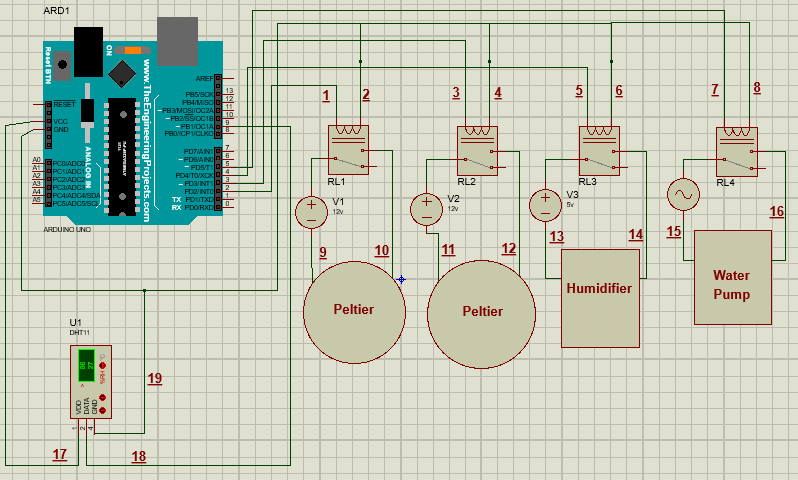 ARD1
Reset BTN
ON
www.TheEngineeringProjects.com
ANALOG IN
RESET
VCC
GND
A0 PC0/ADC0
A1 PC1/ADC1
A2 PC2/ADC2
A3 PC3/ADC3
A4 PC4/ADC4/SDA
A5 PC5/ADC5/SCL
AREF
PB5/SCK 13
PB4/MISO 12
~PB3/MOSI/OC2A 11
~PB2/SS/OC1B 10
~PB1/OC1A 9
PB0/ICP1/CLKO 8
PD7/AIN1 7
~PD6/AIN0 6
~PD5/T1 5
PD4/T0/XCK 4
~PD3/INT1 3
PD2/INT0 2
TX PD1/TXD 1
RX PD0/RXD 0
ARDUINO UNO
1
2
3
4
5
6
7
8
RL1
RL2
RL3
RL4
V1
12v
V2
12v
V3
5v
9
10
11
12
13
14
15
16
Peltier
Peltier
Humidifier
Water
Pump
U1
DHT11
%RH
°C
VDD
DATA
GND
1
2
4
17
18
19